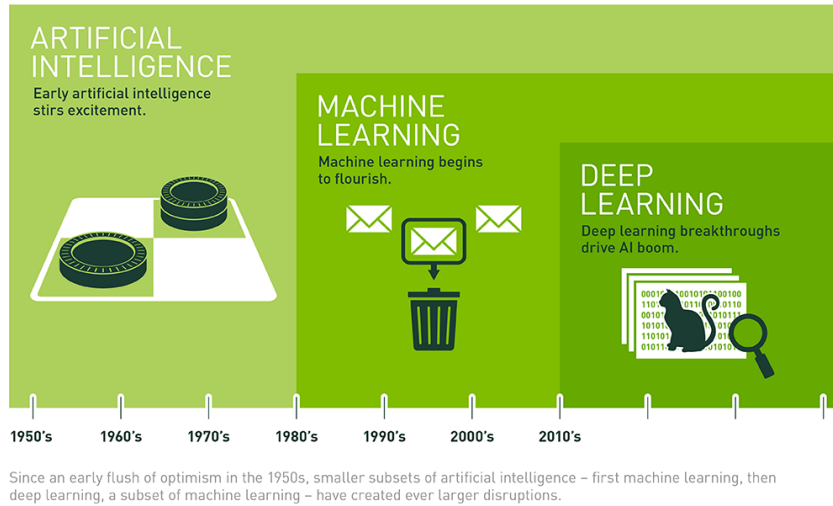 ARTIFICIAL
INTELLIGENCE
Early artificial intelligence
stirs excitement.
MACHINE
LEARNING
Machine learning begins
to flourish.
DEEP
LEARNING
Deep learning breakthroughs
drive AI boom.
1950's 1960's 1970's 1980's 1990's 2000's 2010's
Since an early flush of optimism in the 1950s, smaller subsets of artificial intelligence – first machine learning, then
deep learning, a subset of machine learning – have created ever larger disruptions.